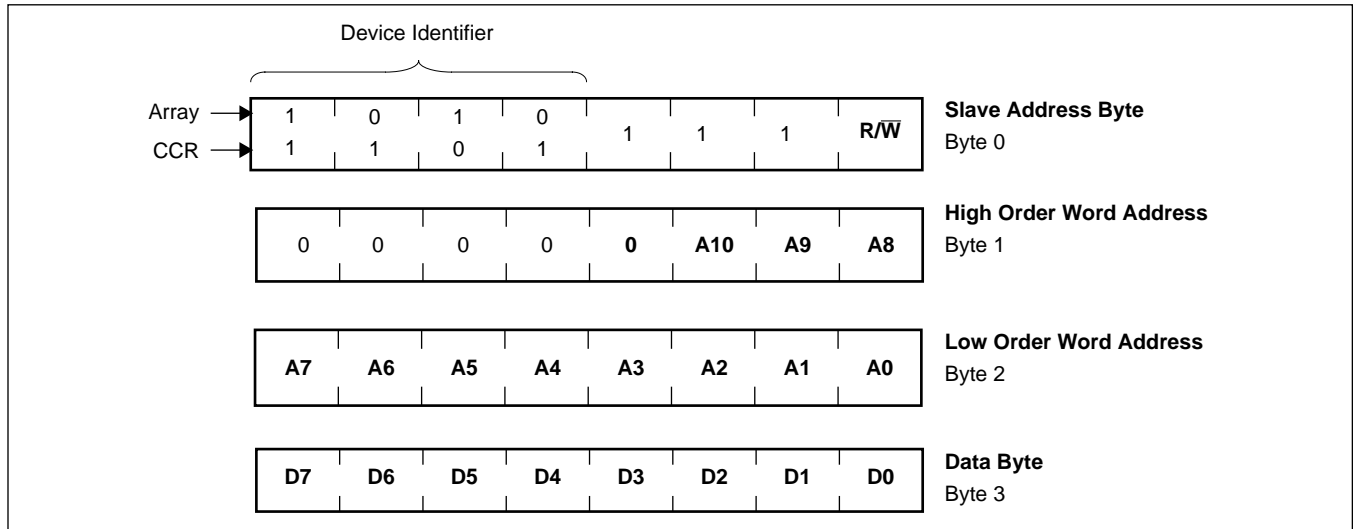 Device Identifier
Array 1 0 1 0 1 1 1 R/W̅ Slave Address Byte
CCR 1 1 0 1 Byte 0
0 0 0 0 0 A10 A9 A8 High Order Word Address
Byte 1
A7 A6 A5 A4 A3 A2 A1 A0 Low Order Word Address
Byte 2
D7 D6 D5 D4 D3 D2 D1 D0 Data Byte
Byte 3